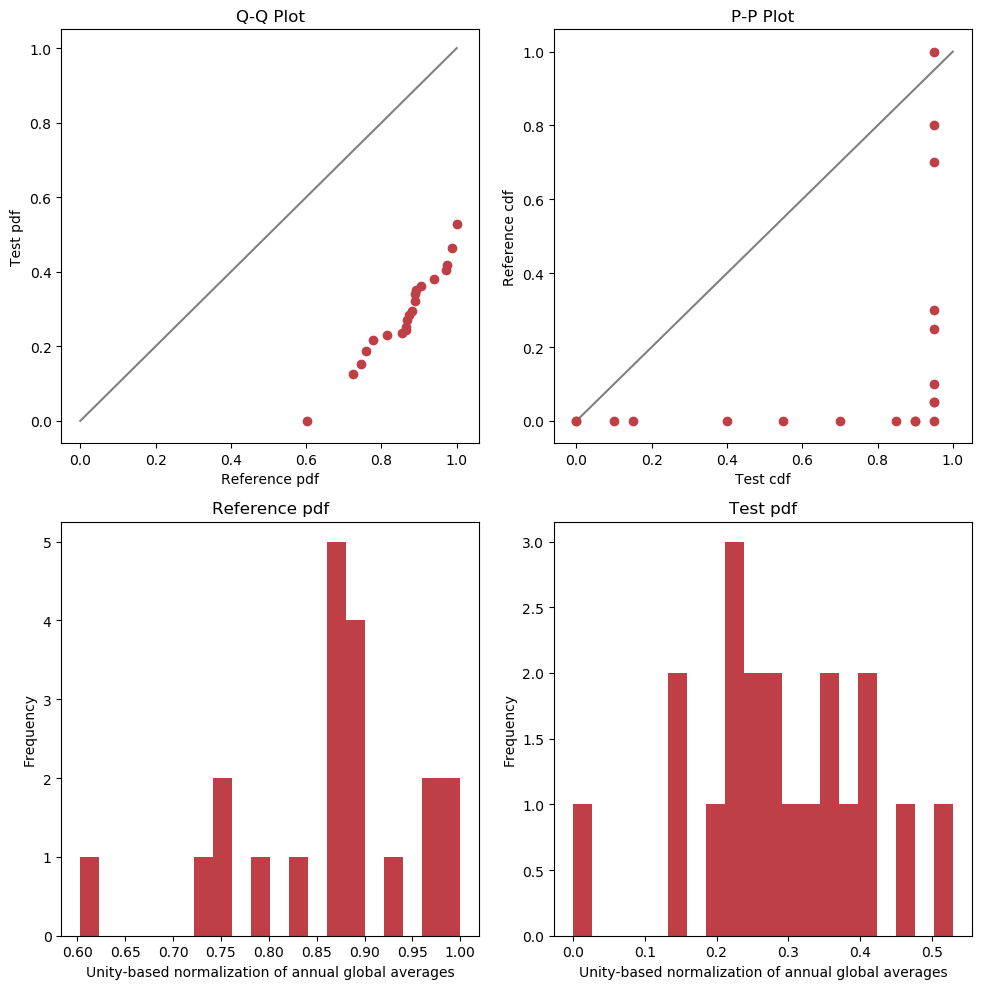 Q-Q Plot
1.0
0.8
0.6
0.4
0.2
0.0
Test pdf
0.0 0.2 0.4 0.6 0.8 1.0
Reference pdf
P-P Plot
1.0
0.8
0.6
0.4
0.2
0.0
Reference cdf
0.0 0.2 0.4 0.6 0.8 1.0
Test cdf
Reference pdf
5
4
3
2
1
0
Frequency
0.60 0.65 0.70 0.75 0.80 0.85 0.90 0.95 1.00
Unity-based normalization of annual global averages
Test pdf
3.0
2.5
2.0
1.5
1.0
0.5
0.0
Frequency
0.0 0.1 0.2 0.3 0.4 0.5
Unity-based normalization of annual global averages